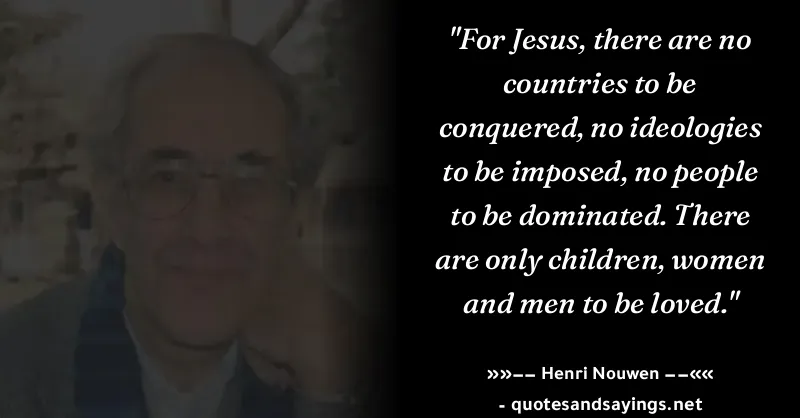 "For Jesus, there are no
countries to be
conquered, no ideologies
to be imposed, no people
to be dominated. There
are only children, women
and men to be loved."
»»−− Henri Nouwen −−««
- quotesandsayings.net